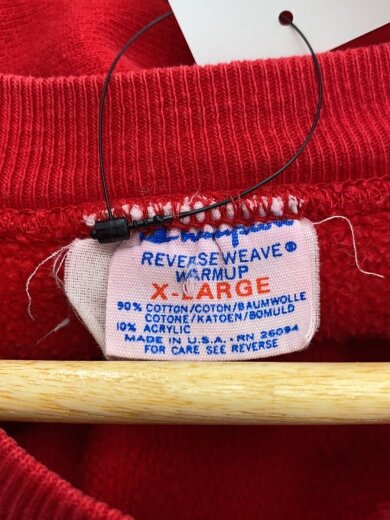 Champion
REVERSE WEAVE®
WARMUP
X-LARGE
90% COTTON/COTON/BAUMWOLLE
COTONE/KATOEN/BOMULD
10% ACRYLIC
MADE IN U.S.A. · RN 26094
FOR CARE SEE REVERSE